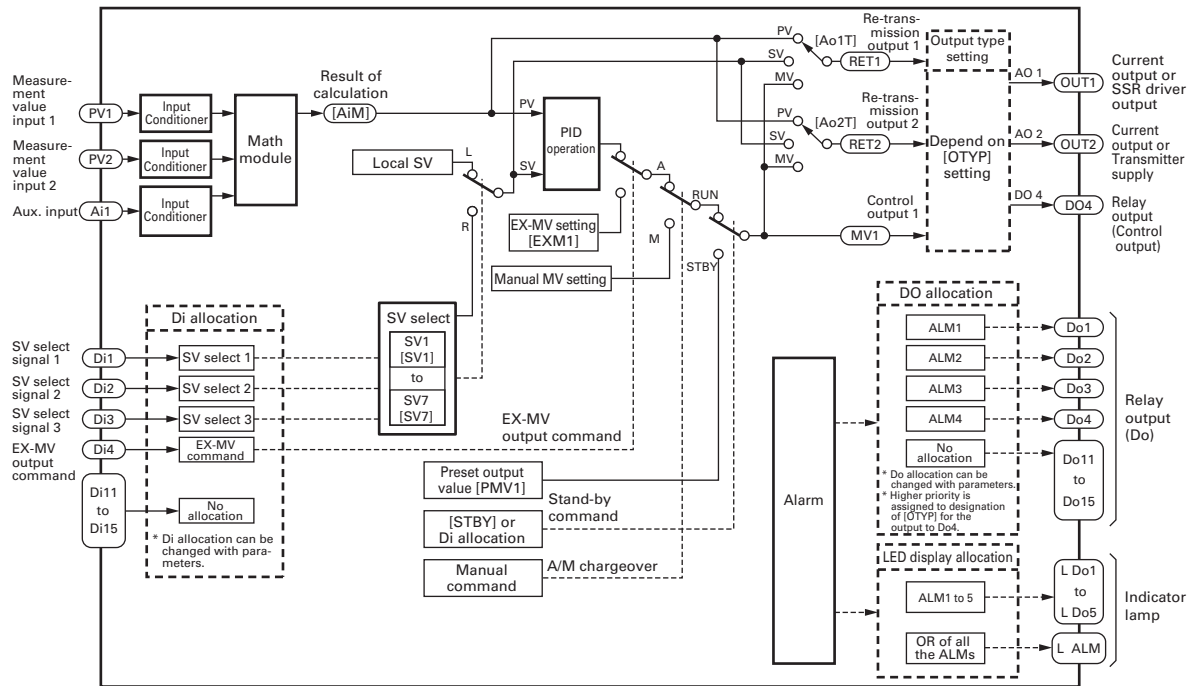 Measure-
ment
value
input 1
PV1
Input
Conditioner
Measure-
ment
value
input 2
PV2
Input
Conditioner
Aux. input
Ai1
Input
Conditioner
Math
module
Result of
calculation
[AiM]
Local SV
L
R
PV
SV
PID
operation
EX-MV setting
[EXM1]
A
M
Manual MV setting
RUN
STBY
PV
SV
MV
[Ao1T]
Re-trans-
mission
output 1
RET1
PV
SV
MV
[Ao2T]
Re-trans-
mission
output 2
RET2
Control
output 1
MV1
Output type
setting
Depend on
[OTYP]
setting
AO 1
OUT1
Current
output or
SSR driver
output
AO 2
OUT2
Current
output or
Transmitter
supply
DO 4
DO4
Relay
output
(Control
output)
Di allocation
SV select
signal 1
Di1
SV select 1
SV select
signal 2
Di2
SV select 2
SV select
signal 3
Di3
SV select 3
EX-MV
output
command
Di4
EX-MV
command
Di11
to
Di15
No
allocation
* Di allocation can be
changed with para-
meters.
SV select
SV1
[SV1]
to
SV7
[SV7]
EX-MV
output command
Preset output
value [PMV1]
Stand-by
command
[STBY] or
Di allocation
A/M chargeover
Manual
command
Alarm
DO allocation
ALM1
Do1
ALM2
Do2
ALM3
Do3
ALM4
Do4
No
allocation
Do11
to
Do15
* Do allocation can be
changed with parameters.
* Higher priority is
assigned to designation
of [OTYP] for the
output to Do4.
Relay
output
(Do)
LED display allocation
ALM1 to 5
L Do1
to
L Do5
OR of all
the ALMs
L ALM
Indicator
lamp